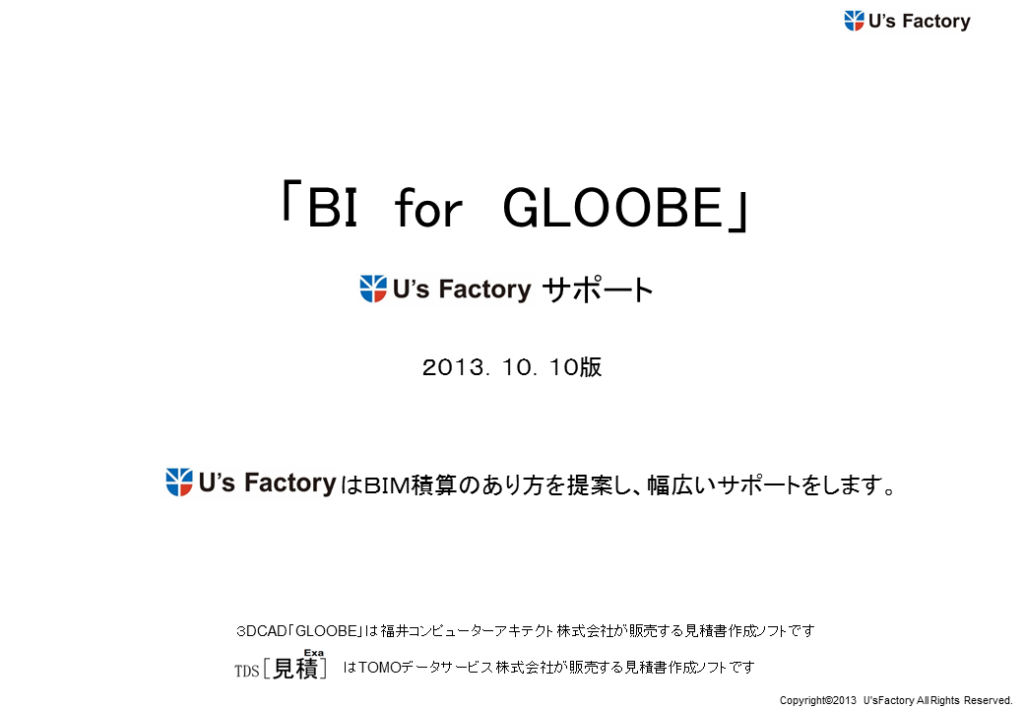 U's Factory
「BI　for　GLOOBE」
U's Factory サポート
２０１３．１０．１０版
U's FactoryはBIM積算のあり方を提案し、幅広いサポートをします。
３DCAD「GLOOBE」は福井コンピューターアキテクト株式会社が販売する見積書作成ソフトです
TDS[見積] Exa はTOMOデータサービス株式会社が販売する見積書作成ソフトです
Copyright©2013 U'sFactory All Rights Reserved.